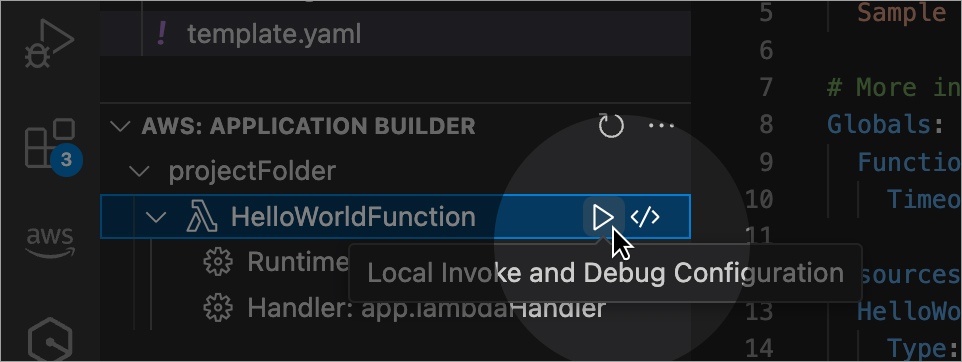 ! template.yaml
3
aws
AWS: APPLICATION BUILDER
projectFolder
HelloWorldFunction
Runtime
Local Invoke and Debug Configuration
Handler: app.lambdaHandler
5 Sample
6
7 # More in
8 Globals:
9 Functio
10 Timeo
11
sources
13 HelloWo
14 Type: